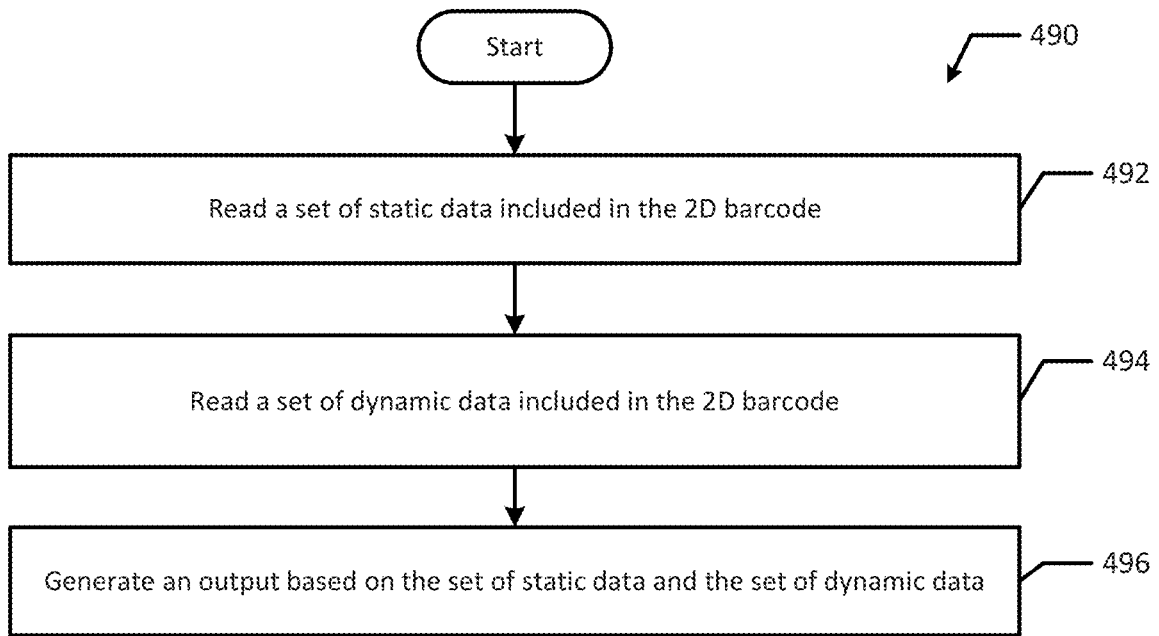 Start
490
Read a set of static data included in the 2D barcode
492
Read a set of dynamic data included in the 2D barcode
494
Generate an output based on the set of static data and the set of dynamic data
496